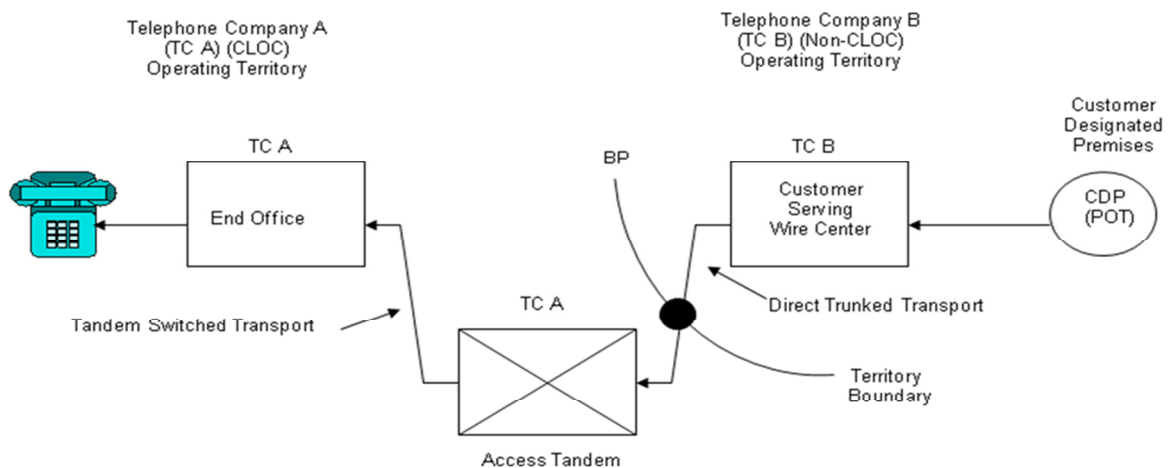 Telephone Company A
(TC A) (CLOC)
Operating Territory
Telephone Company B
(TC B) (Non-CLOC)
Operating Territory
Customer
Designated
Premises
TC A
BP
TC B
End Office
Customer
Serving
Wire Center
CDP
(POT)
Tandem Switched Transport
TC A
Direct Trunked Transport
Territory
Boundary
Access Tandem